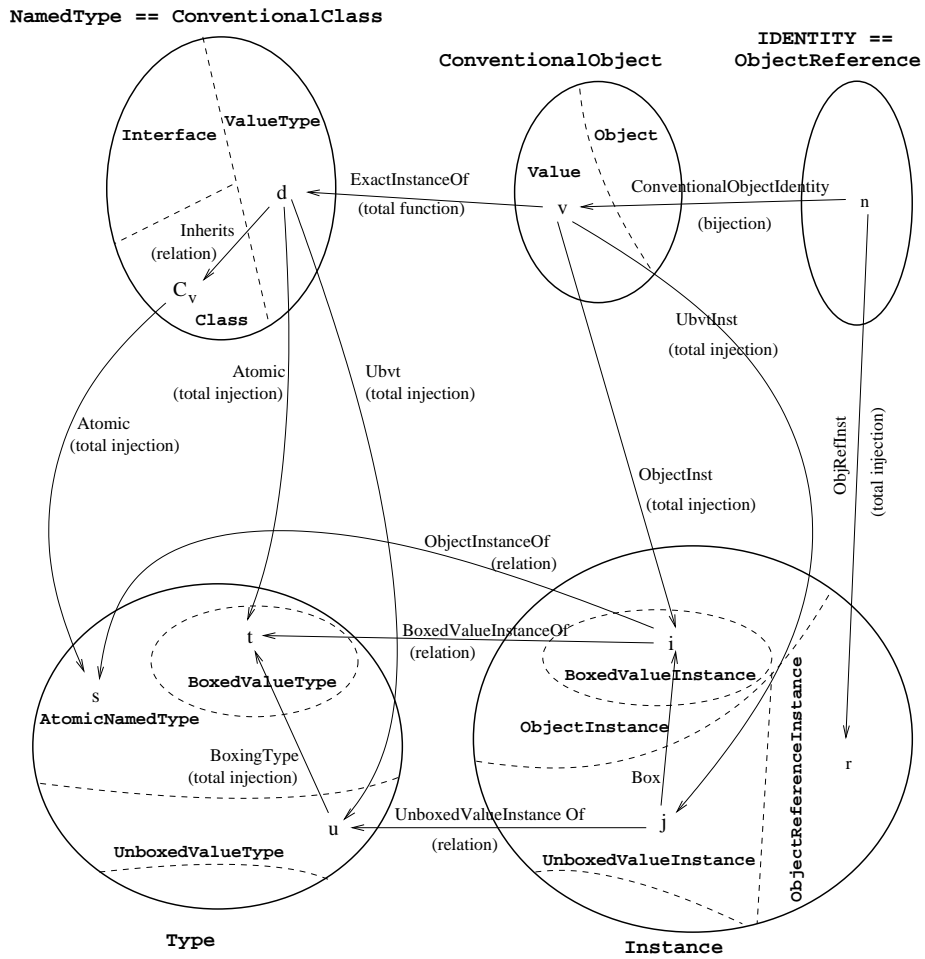 NamedType == ConventionalClass
IDENTITY ==
ObjectReference
ConventionalObject
Interface
ValueType
Object
Value
ExactInstanceOf
(total function)
ConventionalObjectIdentity
(bijection)
d
v
n
Inherits
(relation)
Cv
Class
UbvtInst
(total injection)
Atomic
(total injection)
Ubvt
(total injection)
Atomic
(total injection)
ObjectInst
(total injection)
ObjRefInst
(total injection)
ObjectInstanceOf
(relation)
t
BoxedValueInstanceOf
(relation)
i
BoxedValueType
BoxedValueInstance
s
AtomicNamedType
ObjectInstance
ObjectReferenceInstance
BoxingType
(total injection)
Box
r
u
UnboxedValueInstance Of
(relation)
j
UnboxedValueType
UnboxedValueInstance
Type
Instance